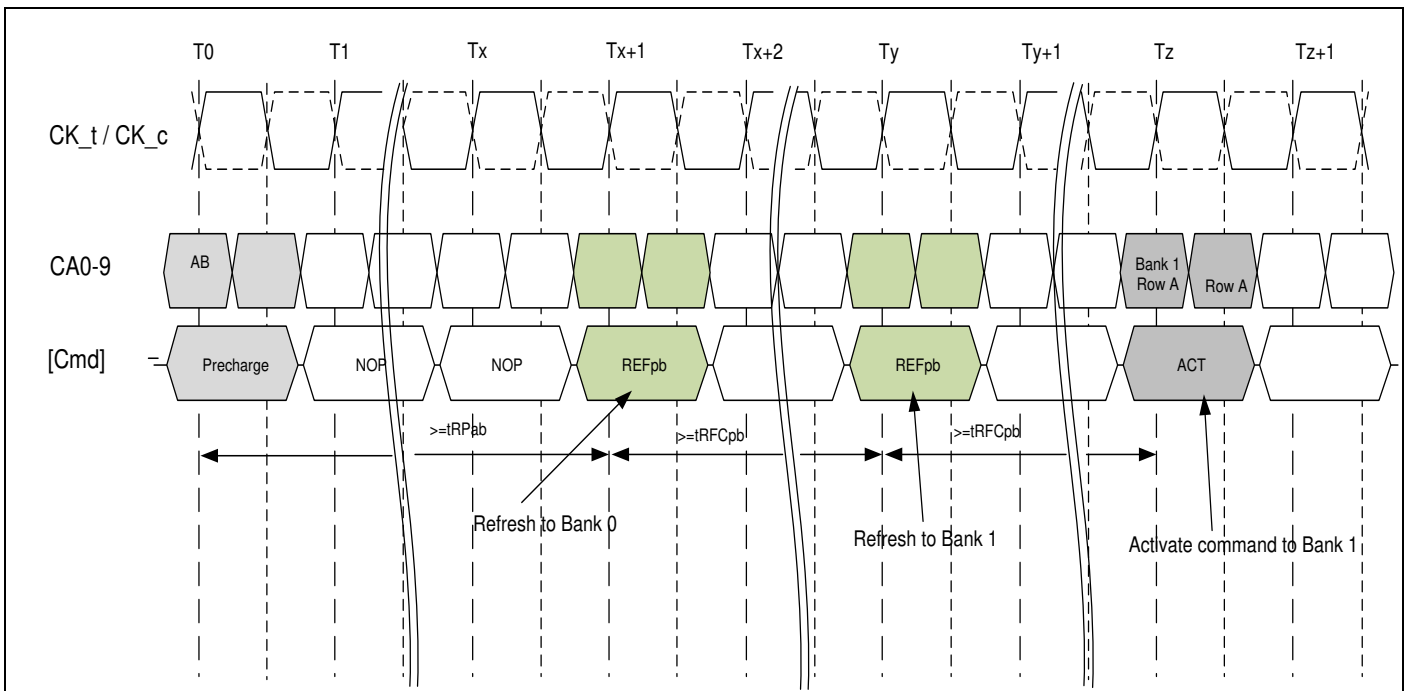 T0 T1 Tx Tx+1 Tx+2 Ty Ty+1 Tz Tz+1
CK_t / CK_c
CA0-9
AB
Bank 1
Row A
Row A
[Cmd]
Precharge NOP NOP REFpb REFpb ACT
>=tRPab >=tRFCpb >=tRFCpb
Refresh to Bank 0
Refresh to Bank 1
Activate command to Bank 1